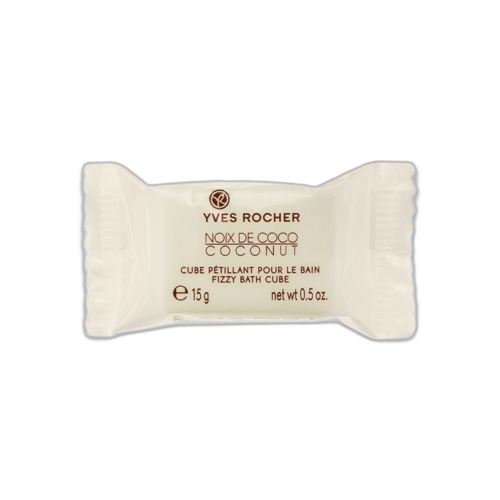 YVES ROCHER
NOIX DE COCO
COCONUT
CUBE PÉTILLANT POUR LE BAIN
FIZZY BATH CUBE
℮ 15 g net wt 0.5 oz.